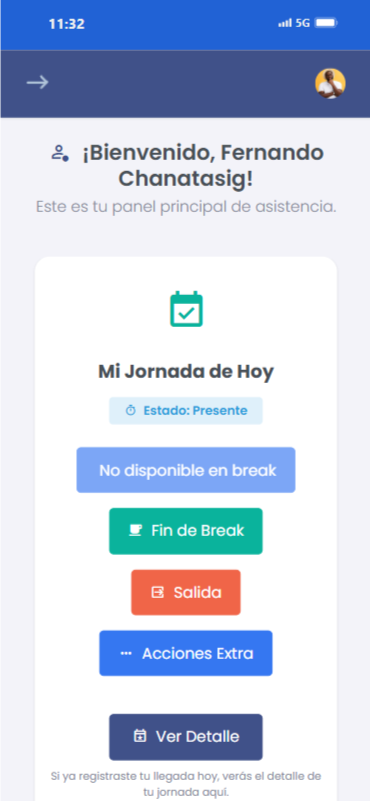 11:32
5G
¡Bienvenido, Fernando
Chanatasig!
Este es tu panel principal de asistencia.
Mi Jornada de Hoy
Estado: Presente
No disponible en break
Fin de Break
Salida
Acciones Extra
Ver Detalle
Si ya registraste tu llegada hoy, verás el detalle de
tu jornada aquí.